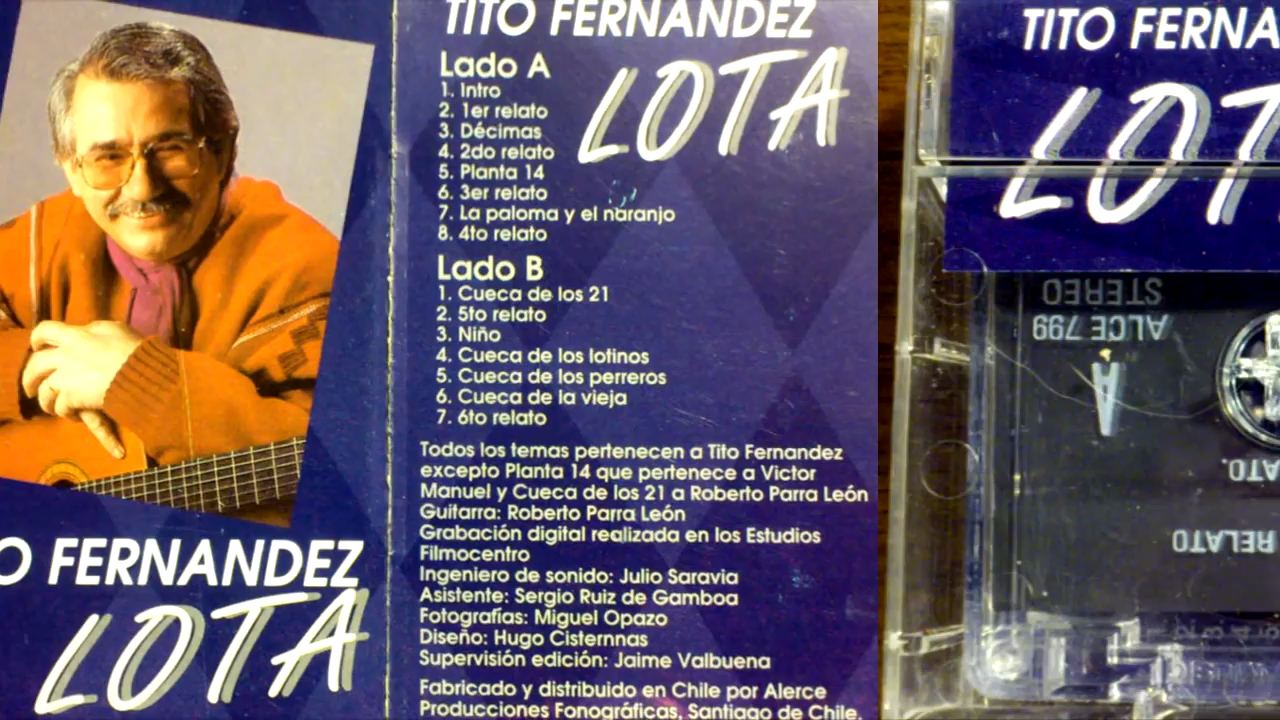 O FERNANDEZ
LOTA
TITO FERNANDEZ
LOTA
Lado A
1. Intro
2. 1er relato
3. Décimas
4. 2do relato
5. Planta 14
6. 3er relato
7. La paloma y el naranjo
8. 4to relato
Lado B
1. Cueca de los 21
2. 5to relato
3. Niño
4. Cueca de los lotinos
5. Cueca de los perreros
6. Cueca de la vieja
7. 6to relato
Todos los temas pertenecen a Tito Fernandez
excepto Planta 14 que pertenece a Victor
Manuel y Cueca de los 21 a Roberto Parra León
Guitarra: Roberto Parra León
Grabación digital realizada en los Estudios
Filmocentro
Ingeniero de sonido: Julio Saravia
Asistente: Sergio Ruiz de Gamboa
Fotografías: Miguel Opazo
Diseño: Hugo Cisternnas
Supervisión edición: Jaime Valbuena
Fabricado y distribuido en Chile por Alerce
Producciones Fonográficas, Santiago de Chile.
TITO FERNA
LOT
STEREO
ALCE 799
A
ATO.
RELATO